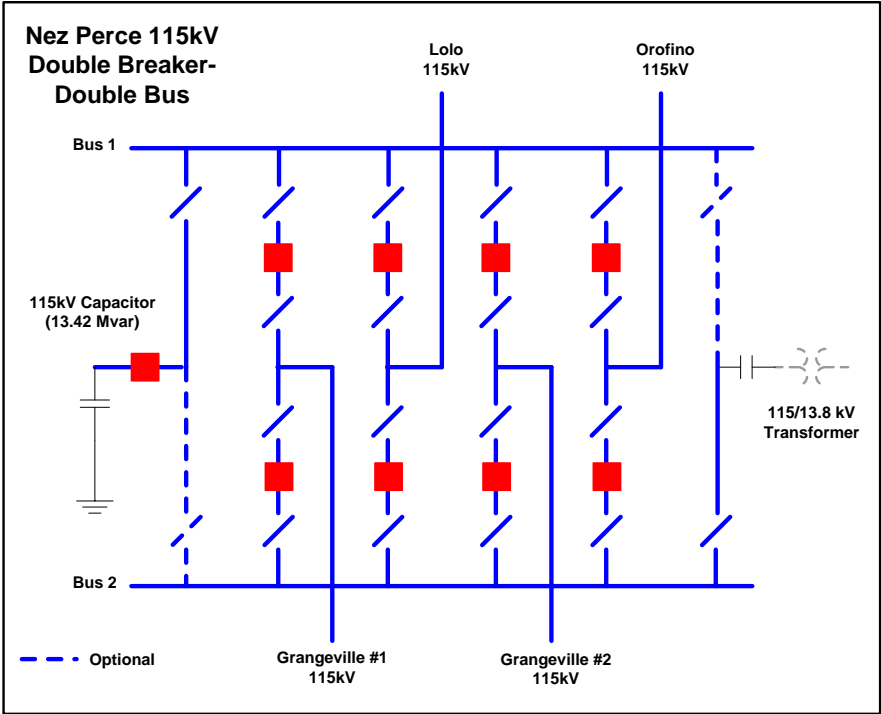 Nez Perce 115kV
Double Breaker-
Double Bus
Lolo
115kV
Orofino
115kV
Bus 1
115kV Capacitor
(13.42 Mvar)
115/13.8 kV
Transformer
Bus 2
Optional
Grangeville #1
115kV
Grangeville #2
115kV